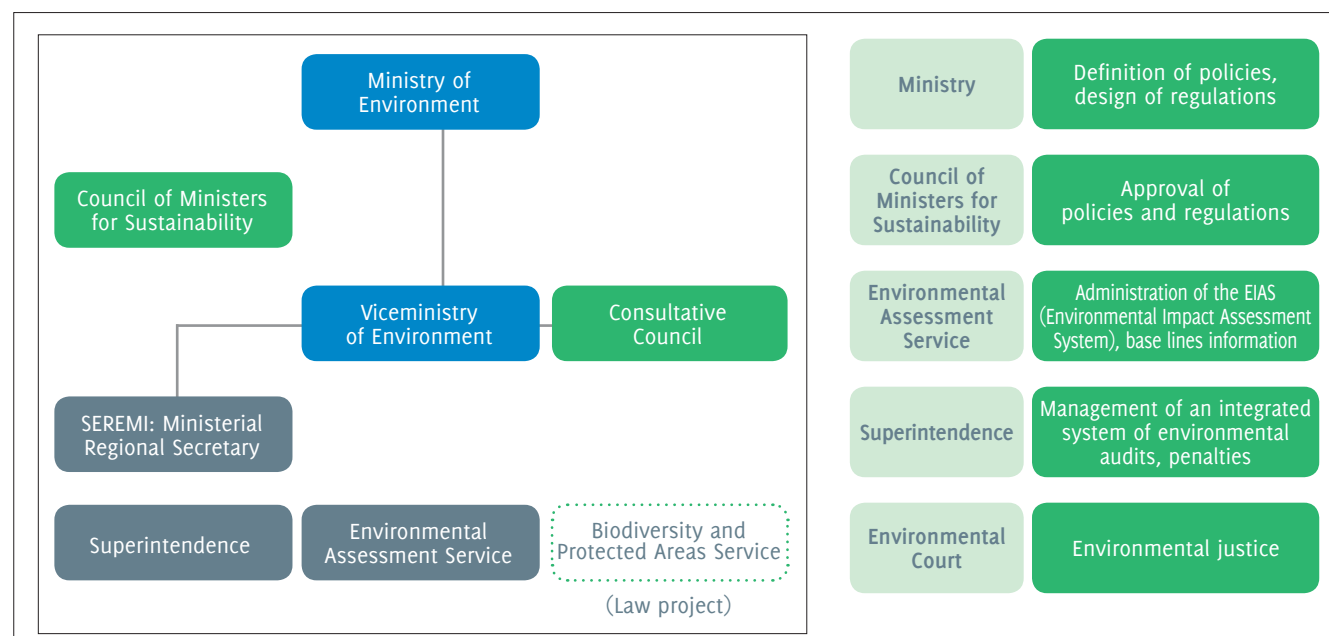 Ministry of
Environment
Council of Ministers
for Sustainability
Viceministry
of Environment
Consultative
Council
SEREMI: Ministerial
Regional Secretary
Superintendence
Environmental
Assessment Service
Biodiversity and
Protected Areas Service
(Law project)
Ministry
Definition of policies,
design of regulations
Council of
Ministers for
Sustainability
Approval of
policies and regulations
Environmental
Assessment
Service
Administration of the EIAS
(Environmental Impact Assessment
System), base lines information
Superintendence
Management of an integrated
system of environmental
audits, penalties
Environmental
Court
Environmental justice